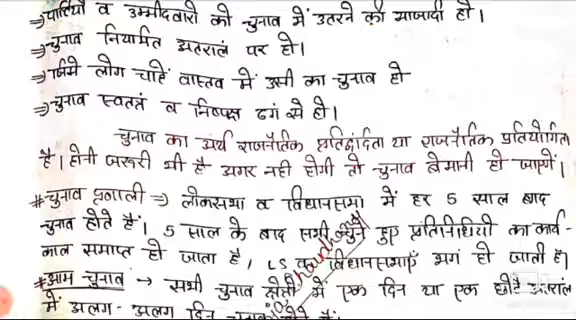 ⇒ पार्टियों व उम्मीदवारों को चुनाव में उतरने की आजादी हो।
⇒ चुनाव नियमित अंतराल पर हो।
⇒ जिसे लोग चाहें वास्तव में उसी का चुनाव हो
⇒ चुनाव स्वतंत्र व निष्पक्ष ढंग से हो।
चुनाव का अर्थ राजनैतिक प्रतिद्वंदिता या राजनैतिक प्रतियोगिता
है। होनी जरूरी भी है अगर नही होगी तो चुनाव बेमानी हो जाएंगे।
# चुनाव प्रणाली ⇒ लोकसभा व विधानसभा में हर 5 साल बाद
चुनाव होते हैं। 5 साल के बाद सभी चुने हुए प्रतिनिधियों का कार्य-
काल समाप्त हो जाता है, LS व विधानसभाएँ भंग हो जाती है।
# आम चुनाव → सभी चुनाव क्षेत्रों में एक दिन या एक छोटे अंतराल
में अलग-अलग दिन चुनाव होते हैं